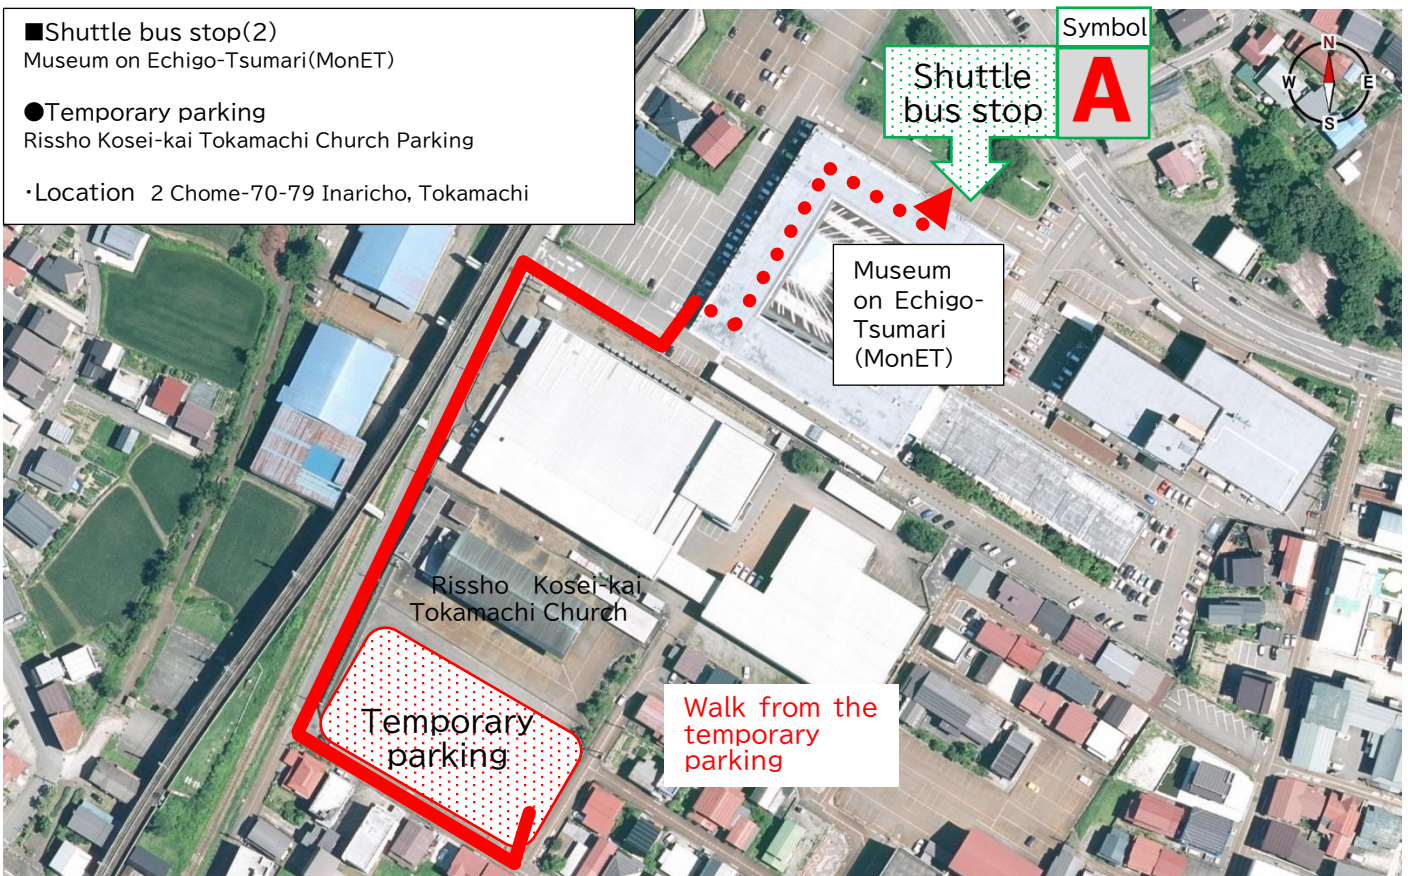 ■Shuttle bus stop(2)
Museum on Echigo-Tsumari(MonET)
●Temporary parking
Rissho Kosei-kai Tokamachi Church Parking
・Location 2 Chome-70-79 Inaricho, Tokamachi
Symbol
A
Shuttle
bus stop
N
W
E
S
Museum
on Echigo-
Tsumari
(MonET)
Rissho Kosei-kai
Tokamachi Church
Temporary
parking
Walk from the
temporary
parking